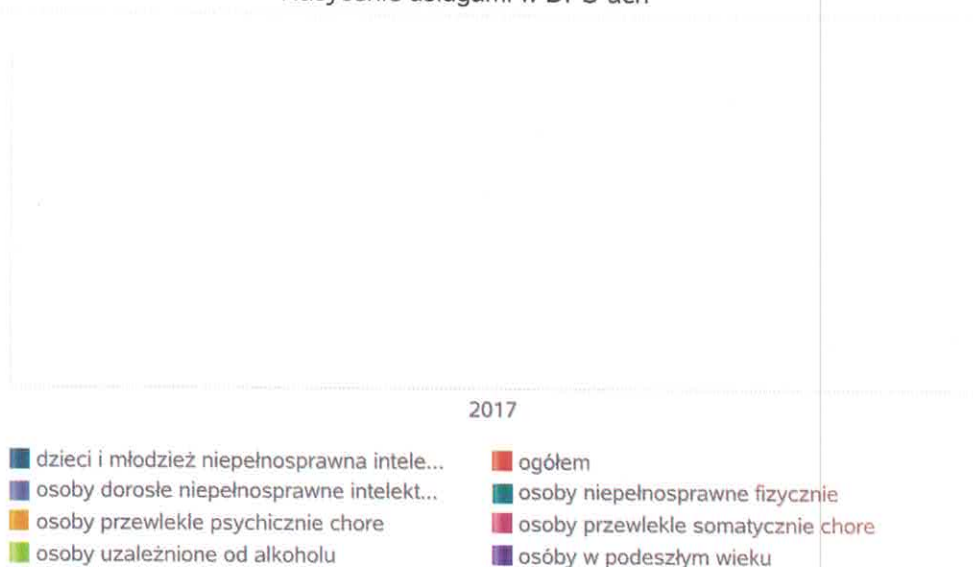 2017
dzieci i młodzież niepełnosprawna intele...
osoby dorosłe niepełnosprawne intelekt...
osoby przewlekle psychicznie chore
osoby uzależnione od alkoholu
ogółem
osoby niepełnosprawne fizycznie
osoby przewlekle somatycznie chore
osóby w podeszłym wieku